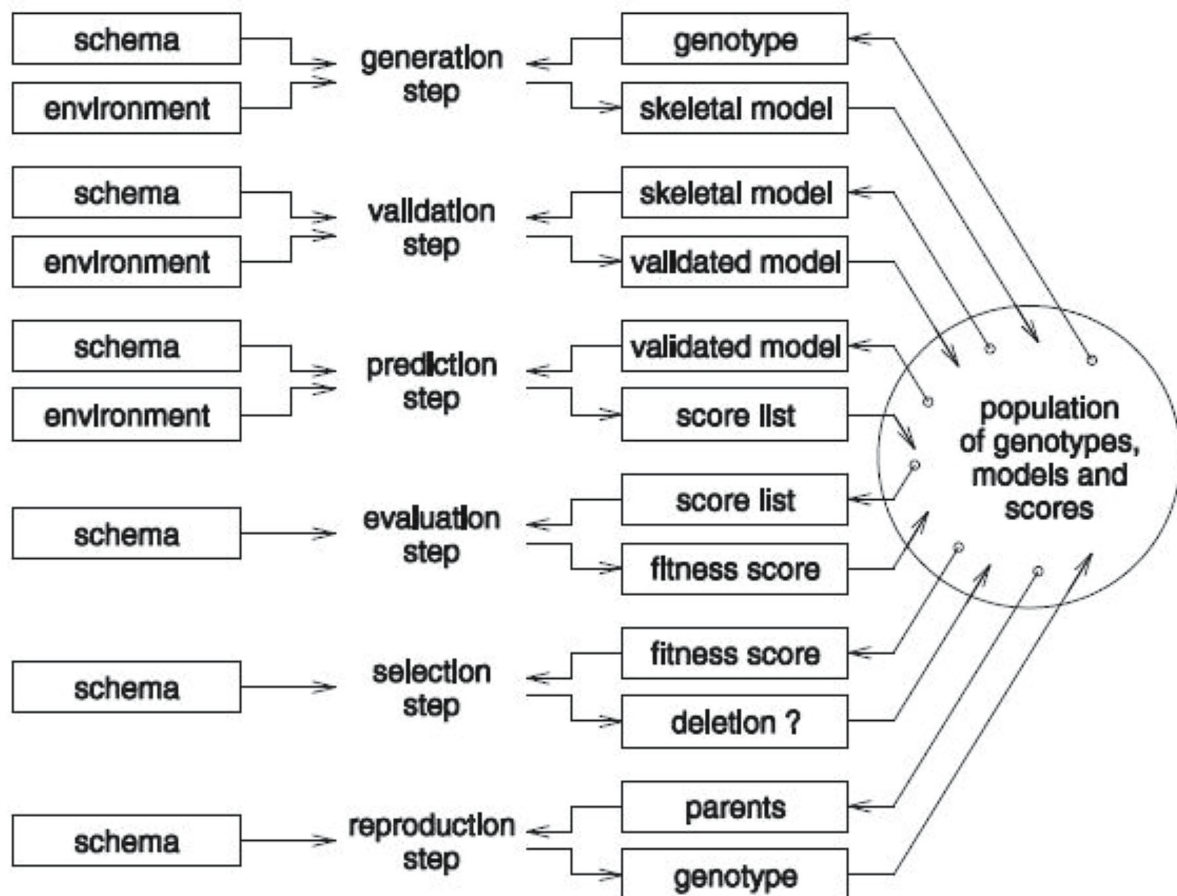 schema
environment
generation
step
genotype
skeletal model
schema
environment
validation
step
skeletal model
validated model
schema
environment
prediction
step
validated model
score list
schema
evaluation
step
score list
fitness score
schema
selection
step
fitness score
deletion ?
schema
reproduction
step
parents
genotype
population
of genotypes,
models and
scores